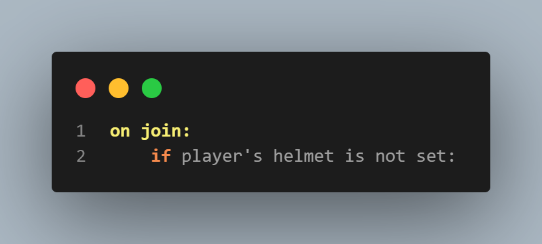 1 on join:
2     if player's helmet is not set: